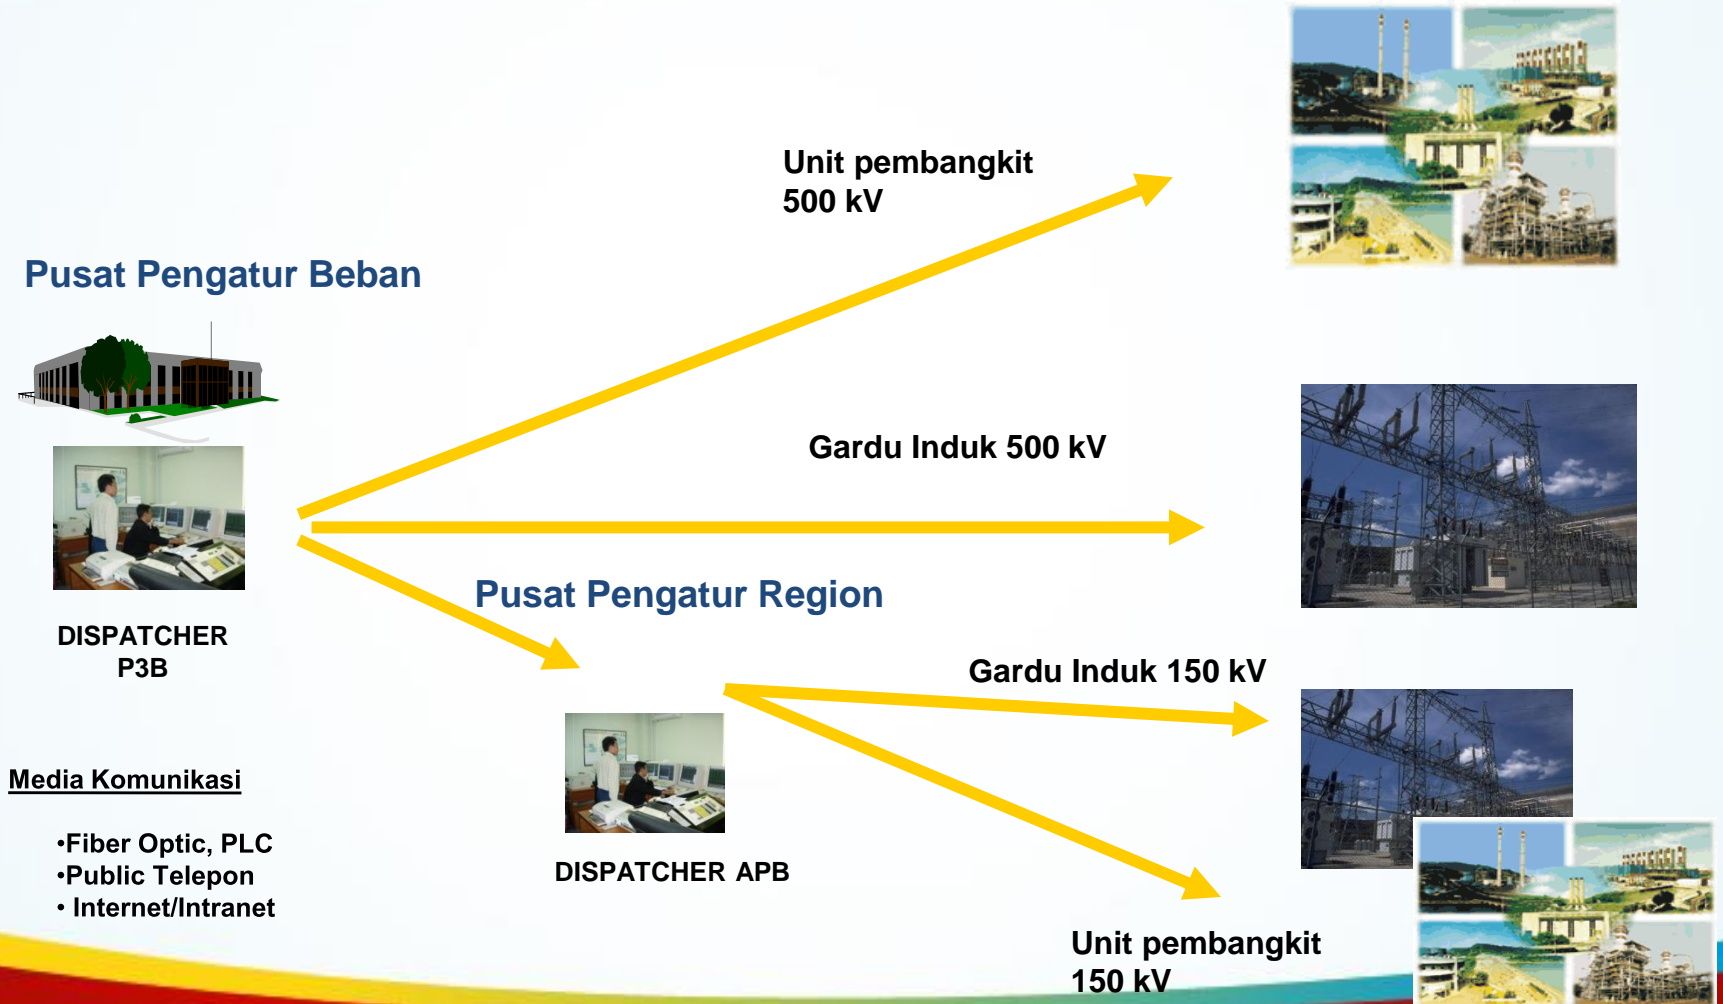 Unit pembangkit
500 kV
Pusat Pengatur Beban
Gardu Induk 500 kV
Pusat Pengatur Region
DISPATCHER
P3B
Gardu Induk 150 kV
Media Komunikasi
•Fiber Optic, PLC
•Public Telepon
• Internet/Intranet
DISPATCHER APB
Unit pembangkit
150 kV